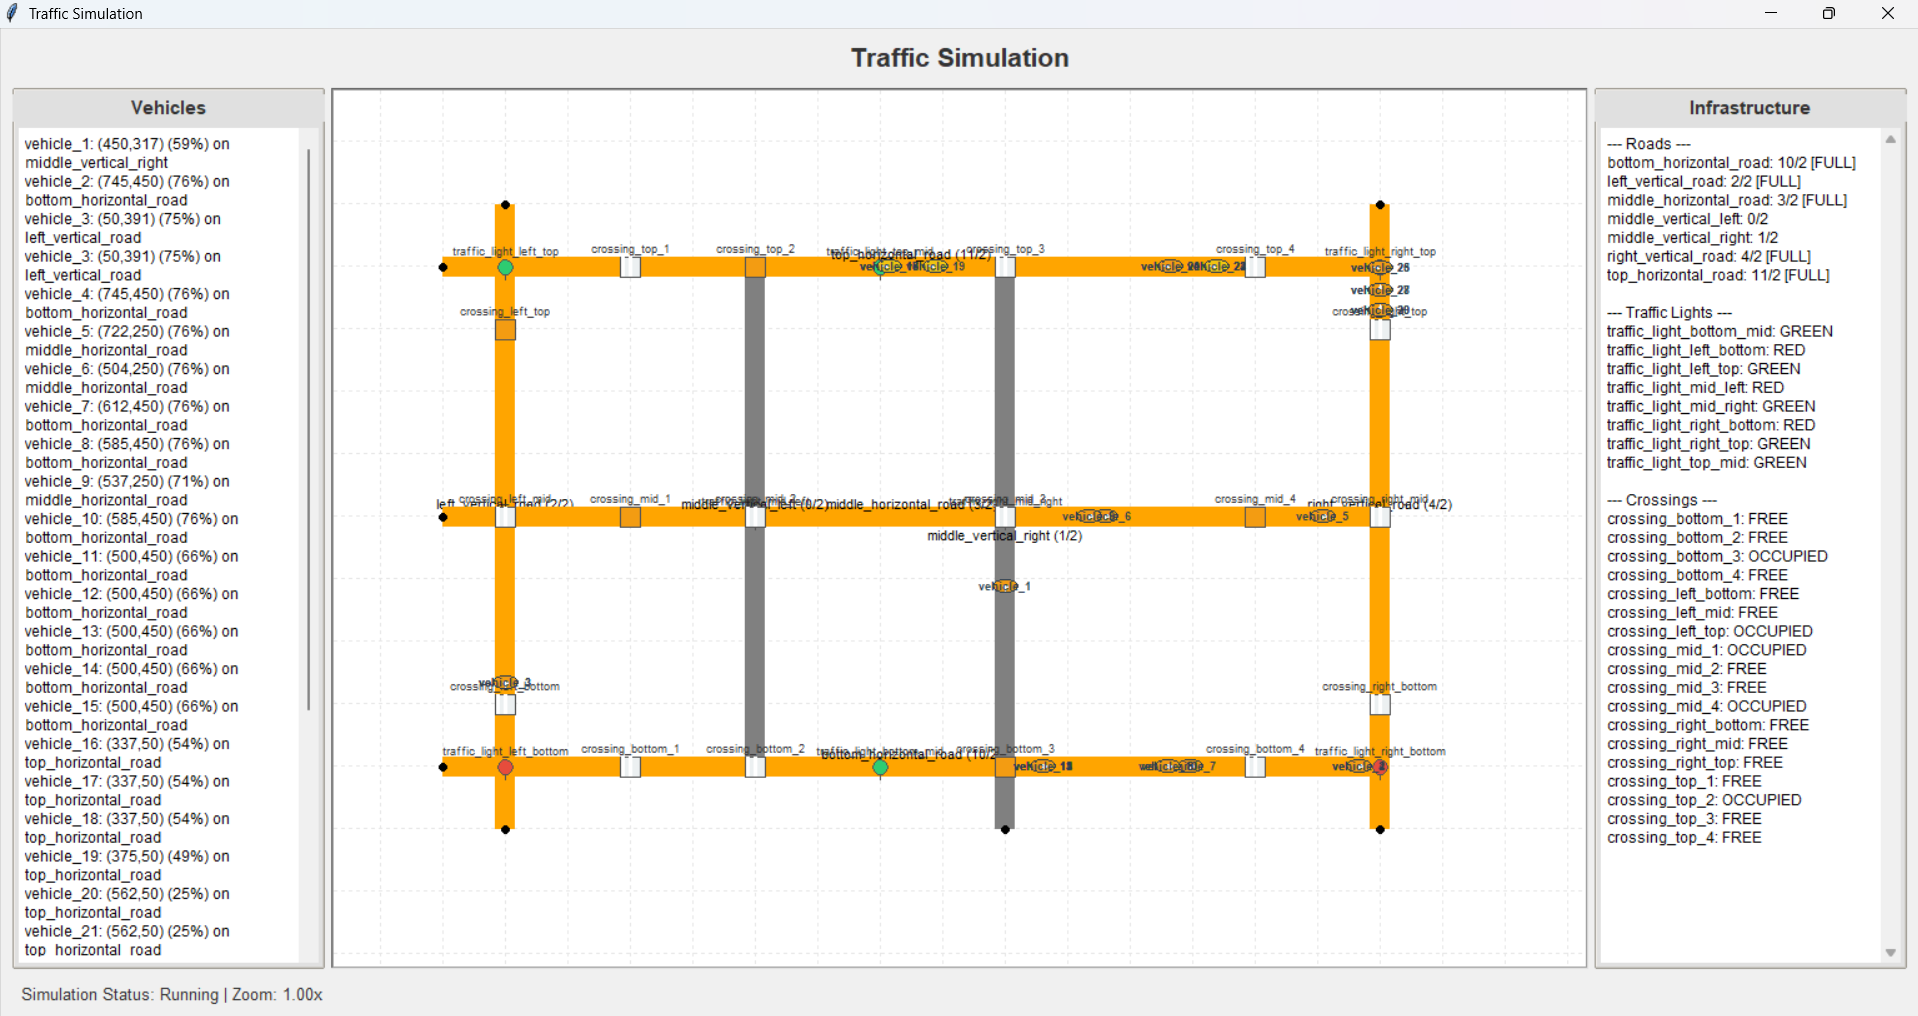 Traffic Simulation
Traffic Simulation
Vehicles
vehicle_1: (450,317) (59%) on
middle_vertical_right
vehicle_2: (745,450) (76%) on
bottom_horizontal_road
vehicle_3: (50,391) (75%) on
left_vertical_road
vehicle_3: (50,391) (75%) on
left_vertical_road
vehicle_4: (745,450) (76%) on
bottom_horizontal_road
vehicle_5: (722,250) (76%) on
middle_horizontal_road
vehicle_6: (504,250) (76%) on
middle_horizontal_road
vehicle_7: (612,450) (76%) on
bottom_horizontal_road
vehicle_8: (585,450) (76%) on
bottom_horizontal_road
vehicle_9: (537,250) (71%) on
middle_horizontal_road
vehicle_10: (585,450) (76%) on
bottom_horizontal_road
vehicle_11: (500,450) (66%) on
bottom_horizontal_road
vehicle_12: (500,450) (66%) on
bottom_horizontal_road
vehicle_13: (500,450) (66%) on
bottom_horizontal_road
vehicle_14: (500,450) (66%) on
bottom_horizontal_road
vehicle_15: (500,450) (66%) on
bottom_horizontal_road
vehicle_16: (337,50) (54%) on
top_horizontal_road
vehicle_17: (337,50) (54%) on
top_horizontal_road
vehicle_18: (337,50) (54%) on
top_horizontal_road
vehicle_19: (375,50) (49%) on
top_horizontal_road
vehicle_20: (562,50) (25%) on
top_horizontal_road
vehicle_21: (562,50) (25%) on
top_horizontal_road
traffic_light_left_top
crossing_top_1
crossing_top_2
top_horizontal_road (11/2)
crossing_top_3
crossing_top_4
traffic_light_right_top
vehicle_19
crossing_left_top
left_vertical_road (2/2)
crossing_left_mid
crossing_mid_1
middle_vertical_left (0/2)
crossing_mid_2
middle_horizontal_road (3/2)
crossing_mid_3
crossing_mid_4
right_vertical_road (4/2)
crossing_right_mid
vehicle_6
vehicle_5
middle_vertical_right (1/2)
vehicle_1
vehicle_3
crossing_right_bottom
traffic_light_left_bottom
crossing_bottom_1
crossing_bottom_2
bottom_horizontal_road (10/2)
crossing_bottom_3
crossing_bottom_4
traffic_light_right_bottom
vehicle_7
Infrastructure
--- Roads ---
bottom_horizontal_road: 10/2 [FULL]
left_vertical_road: 2/2 [FULL]
middle_horizontal_road: 3/2 [FULL]
middle_vertical_left: 0/2
middle_vertical_right: 1/2
right_vertical_road: 4/2 [FULL]
top_horizontal_road: 11/2 [FULL]
--- Traffic Lights ---
traffic_light_bottom_mid: GREEN
traffic_light_left_bottom: RED
traffic_light_left_top: GREEN
traffic_light_mid_left: RED
traffic_light_mid_right: GREEN
traffic_light_right_bottom: RED
traffic_light_right_top: GREEN
traffic_light_top_mid: GREEN
--- Crossings ---
crossing_bottom_1: FREE
crossing_bottom_2: FREE
crossing_bottom_3: OCCUPIED
crossing_bottom_4: FREE
crossing_left_bottom: FREE
crossing_left_mid: FREE
crossing_left_top: OCCUPIED
crossing_mid_1: OCCUPIED
crossing_mid_2: FREE
crossing_mid_3: FREE
crossing_mid_4: OCCUPIED
crossing_right_bottom: FREE
crossing_right_mid: FREE
crossing_right_top: FREE
crossing_top_1: FREE
crossing_top_2: OCCUPIED
crossing_top_3: FREE
crossing_top_4: FREE
Simulation Status: Running | Zoom: 1.00x